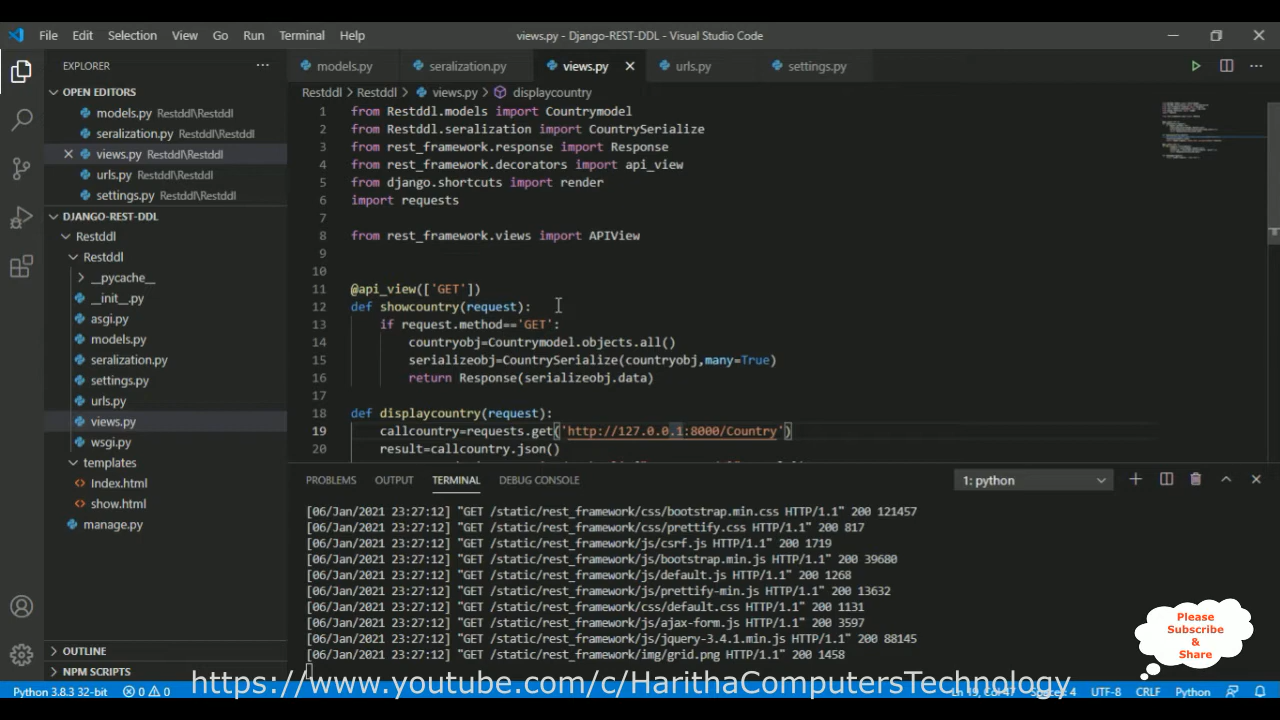 File Edit Selection View Go Run Terminal Help
views.py - Django-REST-DDL - Visual Studio Code
EXPLORER
OPEN EDITORS
models.py Restddl\Restddl
seralization.py Restddl\Restddl
views.py Restddl\Restddl
urls.py Restddl\Restddl
settings.py Restddl\Restddl
DJANGO-REST-DDL
Restddl
Restddl
__pycache__
__init__.py
asgi.py
models.py
seralization.py
settings.py
urls.py
views.py
wsgi.py
templates
Index.html
show.html
manage.py
OUTLINE
NPM SCRIPTS
models.py seralization.py views.py urls.py settings.py
Restddl > Restddl > views.py > displaycountry
1 from Restddl.models import Countrymodel
2 from Restddl.seralization import CountrySerialize
3 from rest_framework.response import Response
4 from rest_framework.decorators import api_view
5 from django.shortcuts import render
6 import requests
7
8 from rest_framework.views import APIView
9
10
11 @api_view(['GET'])
12 def showcountry(request):
13 if request.method=='GET':
14 countryobj=Countrymodel.objects.all()
15 serializeobj=CountrySerialize(countryobj,many=True)
16 return Response(serializeobj.data)
17
18 def displaycountry(request):
19 callcountry=requests.get('http://127.0.0.1:8000/Country')
20 result=callcountry.json()
PROBLEMS OUTPUT TERMINAL DEBUG CONSOLE
1: python
[06/Jan/2021 23:27:12] "GET /static/rest_framework/css/bootstrap.min.css HTTP/1.1" 200 121457
[06/Jan/2021 23:27:12] "GET /static/rest_framework/css/prettify.css HTTP/1.1" 200 817
[06/Jan/2021 23:27:12] "GET /static/rest_framework/js/csrf.js HTTP/1.1" 200 1719
[06/Jan/2021 23:27:12] "GET /static/rest_framework/js/bootstrap.min.js HTTP/1.1" 200 39680
[06/Jan/2021 23:27:12] "GET /static/rest_framework/js/default.js HTTP/1.1" 200 1268
[06/Jan/2021 23:27:12] "GET /static/rest_framework/js/prettify-min.js HTTP/1.1" 200 13632
[06/Jan/2021 23:27:12] "GET /static/rest_framework/css/default.css HTTP/1.1" 200 1131
[06/Jan/2021 23:27:12] "GET /static/rest_framework/js/ajax-form.js HTTP/1.1" 200 3597
[06/Jan/2021 23:27:12] "GET /static/rest_framework/js/jquery-3.4.1.min.js HTTP/1.1" 200 88145
[06/Jan/2021 23:27:12] "GET /static/rest_framework/img/grid.png HTTP/1.1" 200 1458
Please
Subscribe
&
Share
https://www.youtube.com/c/HarithaComputersTechnology
Python 3.8.3 32-bit 0 0 Ln 19, Col 47 Spaces: 4 UTF-8 CRLF Python